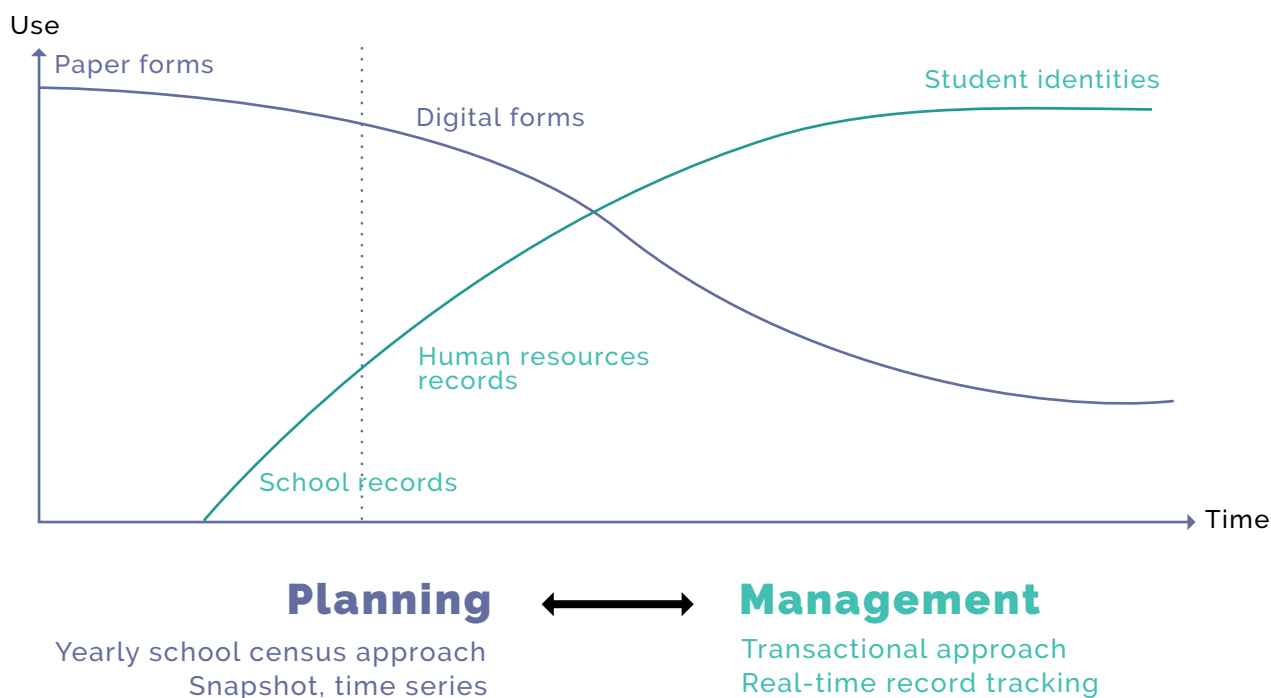 Use
Paper forms
Student identities
Digital forms
Human resources
records
School records
Time
Planning
Management
Yearly school census approach
Snapshot, time series
Transactional approach
Real-time record tracking